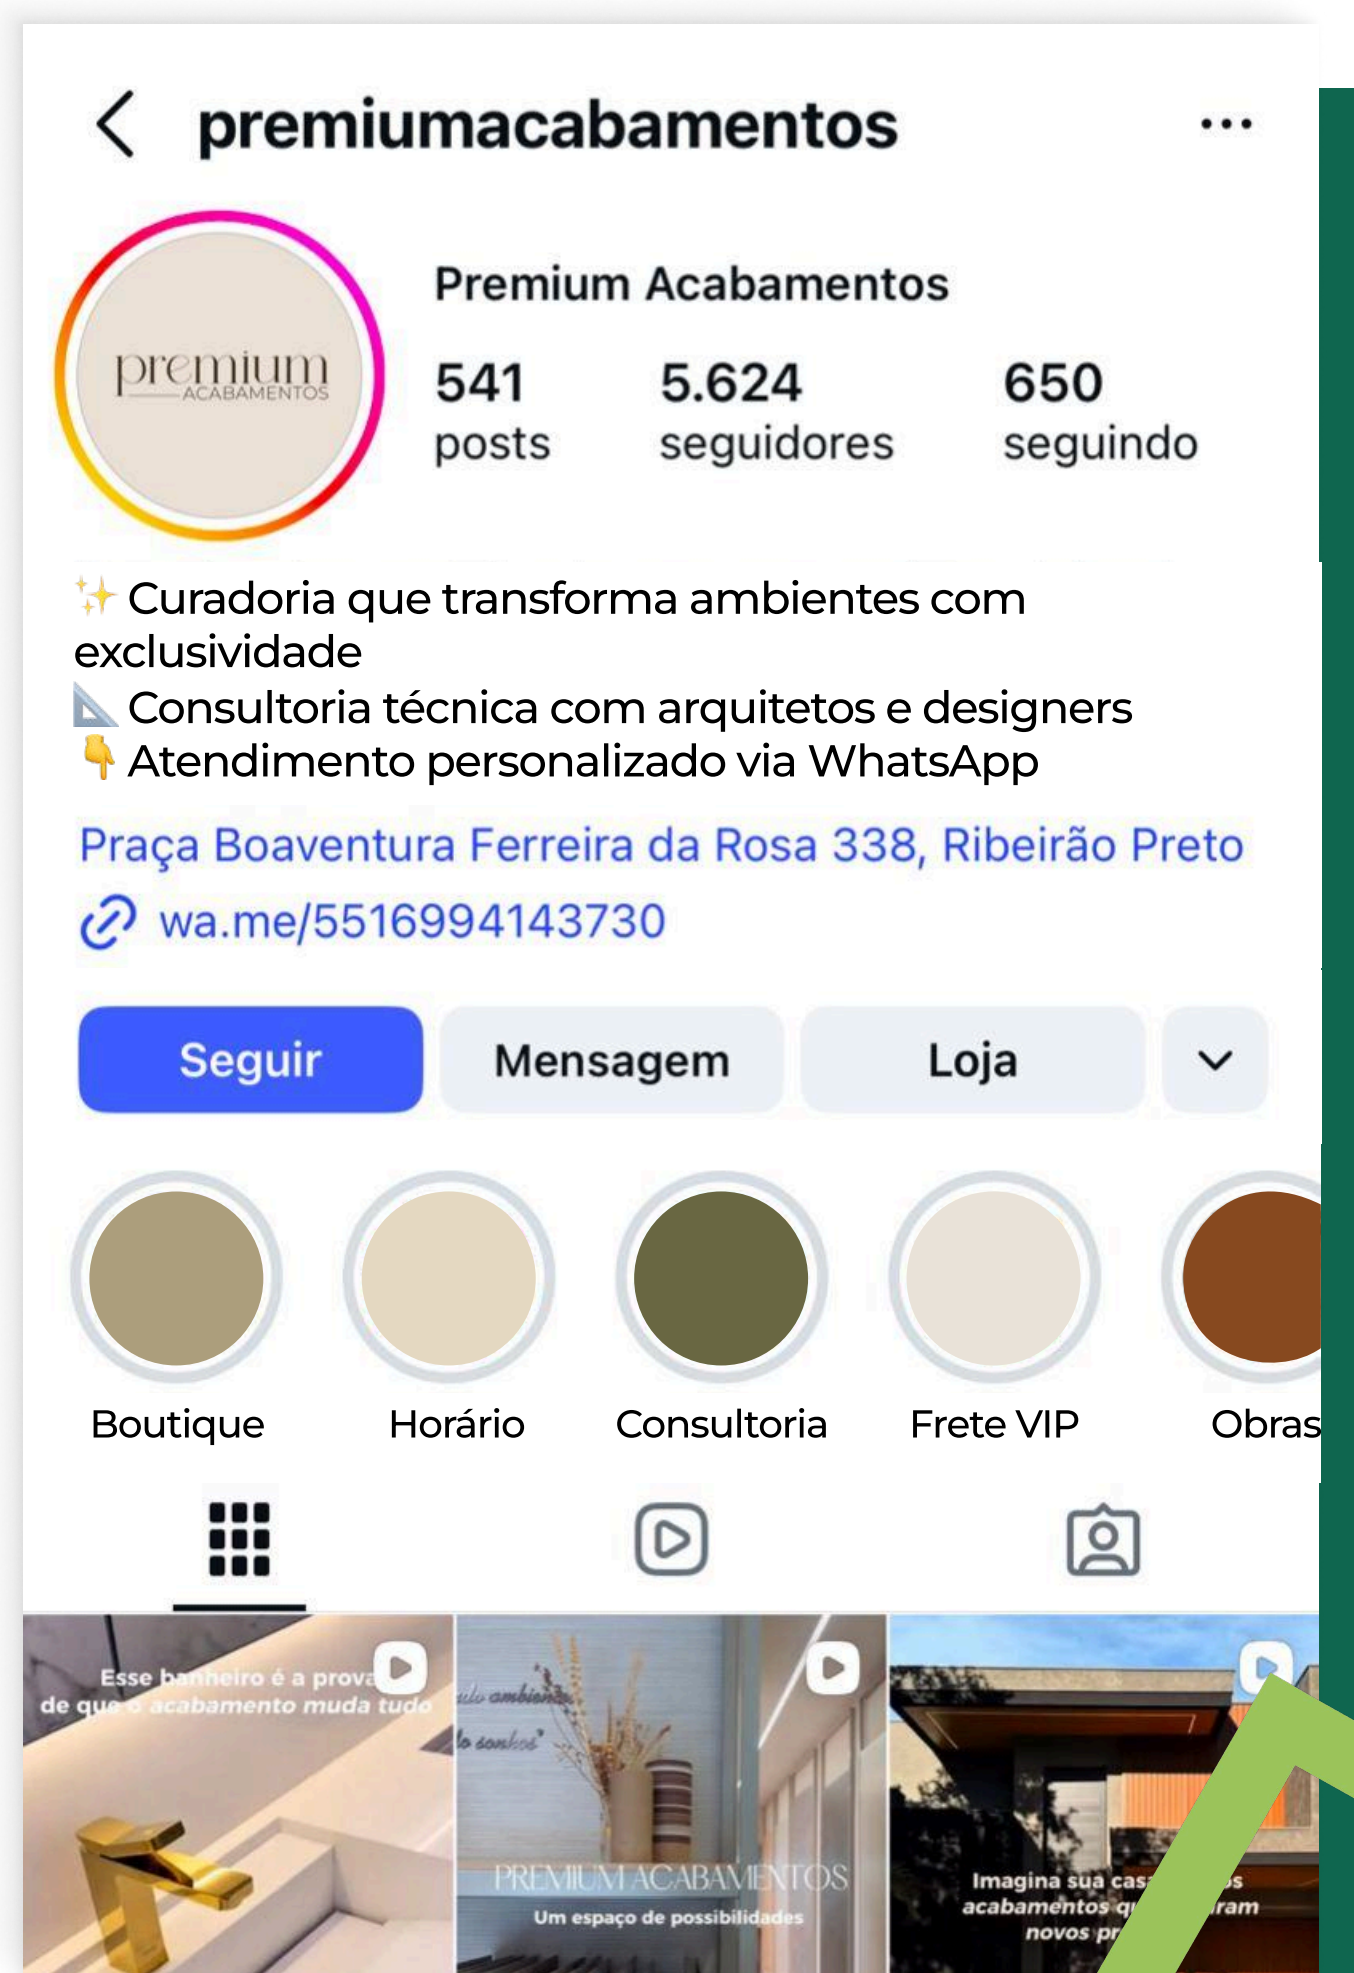 premiumacabamentos
premium
ACABAMENTOS
Premium Acabamentos
541 5.624 650
posts seguidores seguindo
✨ Curadoria que transforma ambientes com
exclusividade
📐 Consultoria técnica com arquitetos e designers
👇 Atendimento personalizado via WhatsApp
Praça Boaventura Ferreira da Rosa 338, Ribeirão Preto
wa.me/5516994143730
Seguir Mensagem Loja
Boutique Horário Consultoria Frete VIP Obras
Esse banheiro é a prova
de que o acabamento muda tudo
sonhos"
PREMIUM ACABAMENTOS
Um espaço de possibilidades
Imagina sua
acabamentos
novos